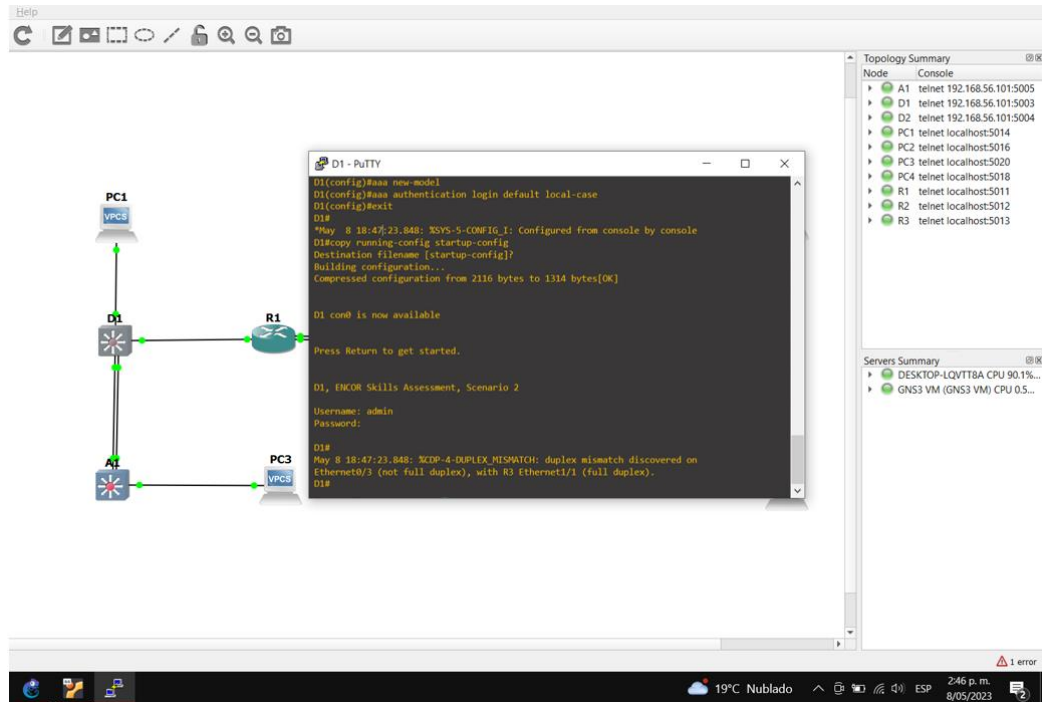 Help
Topology Summary
Node Console
A1 telnet 192.168.56.101:5005
D1 telnet 192.168.56.101:5003
D2 telnet 192.168.56.101:5004
PC1 telnet localhost:5014
PC2 telnet localhost:5016
PC3 telnet localhost:5020
PC4 telnet localhost:5018
R1 telnet localhost:5011
R2 telnet localhost:5012
R3 telnet localhost:5013
PC1
VPCS
D1
R1
A1
PC3
VPCS
D1 - PuTTY
D1(config)#aaa new-model
D1(config)#aaa authentication login default local-case
D1(config)#exit
D1#
*May  8 18:47:23.848: %SYS-5-CONFIG_I: Configured from console by console
D1#copy running-config startup-config
Destination filename [startup-config]?
Building configuration...
Compressed configuration from 2116 bytes to 1314 bytes[OK]
D1 con0 is now available
Press Return to get started.
D1, ENCOR Skills Assessment, Scenario 2
Username: admin
Password:
D1#
May 8 18:47:23.848: %CDP-4-DUPLEX_MISMATCH: duplex mismatch discovered on
Ethernet0/3 (not full duplex), with R3 Ethernet1/1 (full duplex).
D1#
Servers Summary
DESKTOP-LQVTT8A CPU 90.1%...
GNS3 VM (GNS3 VM) CPU 0.5...
1 error
19°C Nublado
ESP
2:46 p. m.
8/05/2023
2